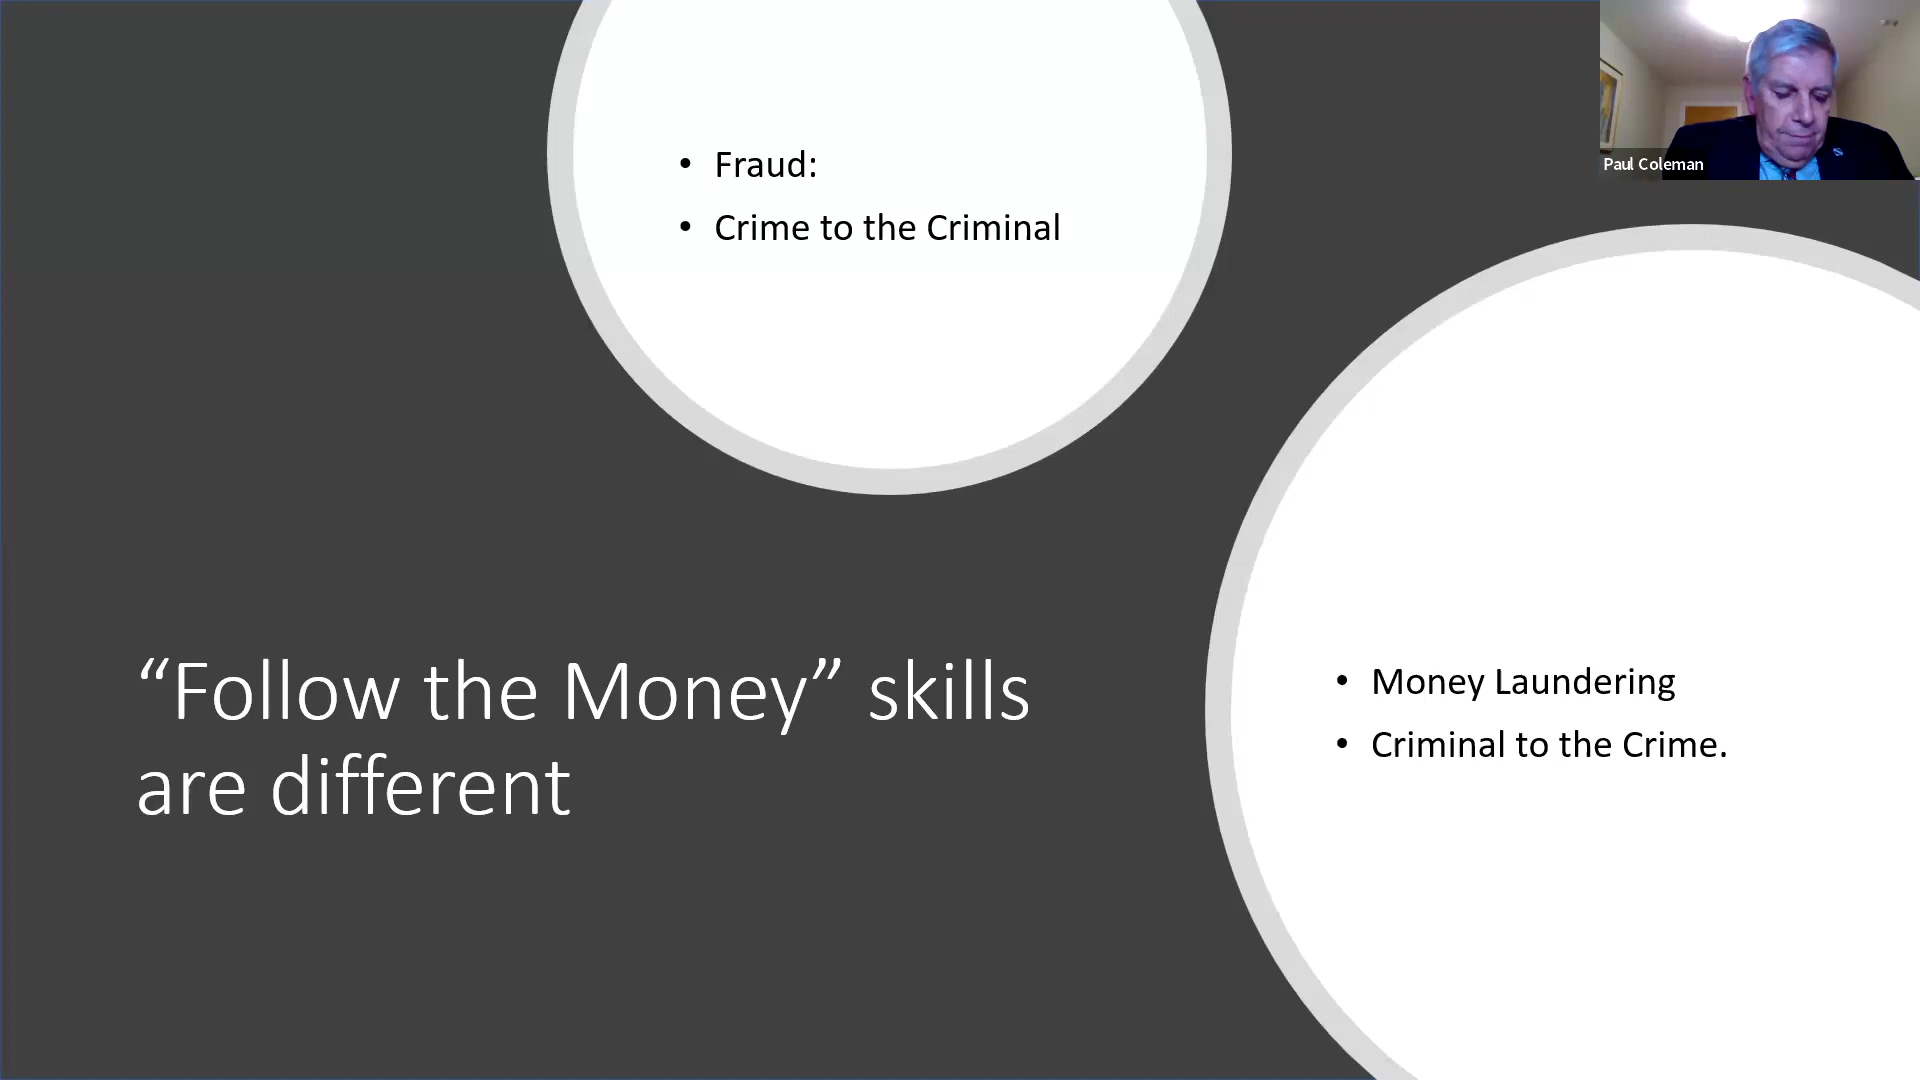 • Fraud:
• Crime to the Criminal
Paul Coleman
“Follow the Money” skills
are different
• Money Laundering
• Criminal to the Crime.